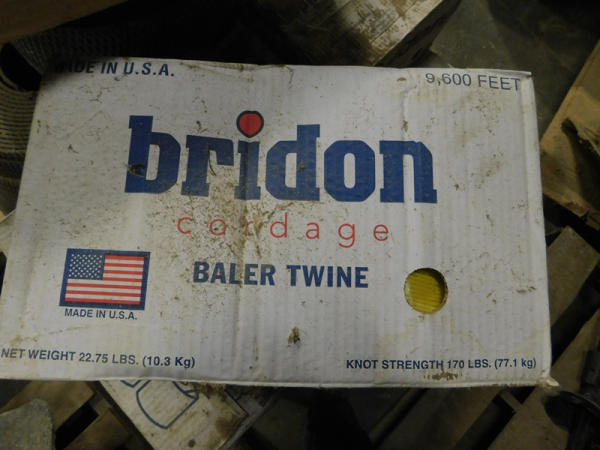 MADE IN U.S.A.
9,600 FEET
bridon
cordage
BALER TWINE
MADE IN U.S.A.
NET WEIGHT 22.75 LBS. (10.3 Kg)
KNOT STRENGTH 170 LBS. (77.1 kg)